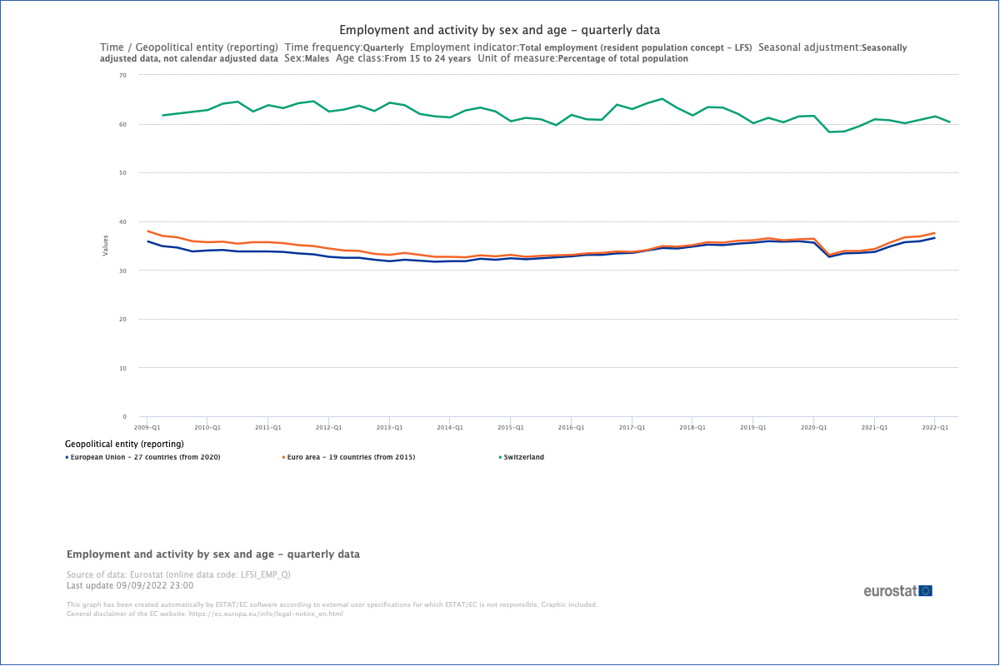 Employment and activity by sex and age – quarterly data
Time / Geopolitical entity (reporting) Time frequency:Quarterly Employment indicator:Total employment (resident population concept – LFS) Seasonal adjustment:Seasonally
adjusted data, not calendar adjusted data Sex:Males Age class:From 15 to 24 years Unit of measure:Percentage of total population
70
60
50
40
30
20
10
0
Values
2009-Q1 2010-Q1 2011-Q1 2012-Q1 2013-Q1 2014-Q1 2015-Q1 2016-Q1 2017-Q1 2018-Q1 2019-Q1 2020-Q1 2021-Q1 2022-Q1
Geopolitical entity (reporting)
European Union – 27 countries (from 2020) Euro area – 19 countries (from 2015) Switzerland
Employment and activity by sex and age – quarterly data
Source of data: Eurostat (online data code: LFSI_EMP_Q)
Last update 09/09/2022 23:00
This graph has been created automatically by ESTAT/EC software according to external user specifications for which ESTAT/EC is not responsible. Graphic included.
General disclaimer of the EC website: https://ec.europa.eu/info/legal-notice_en.html
eurostat